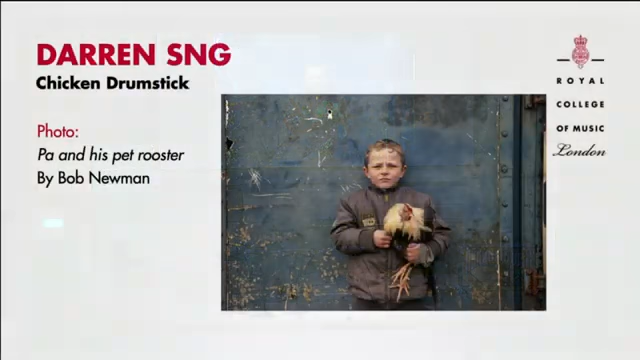 DARREN SNG
Chicken Drumstick
Photo:
Pa and his pet rooster
By Bob Newman
ROYAL
COLLEGE
OF MUSIC
London